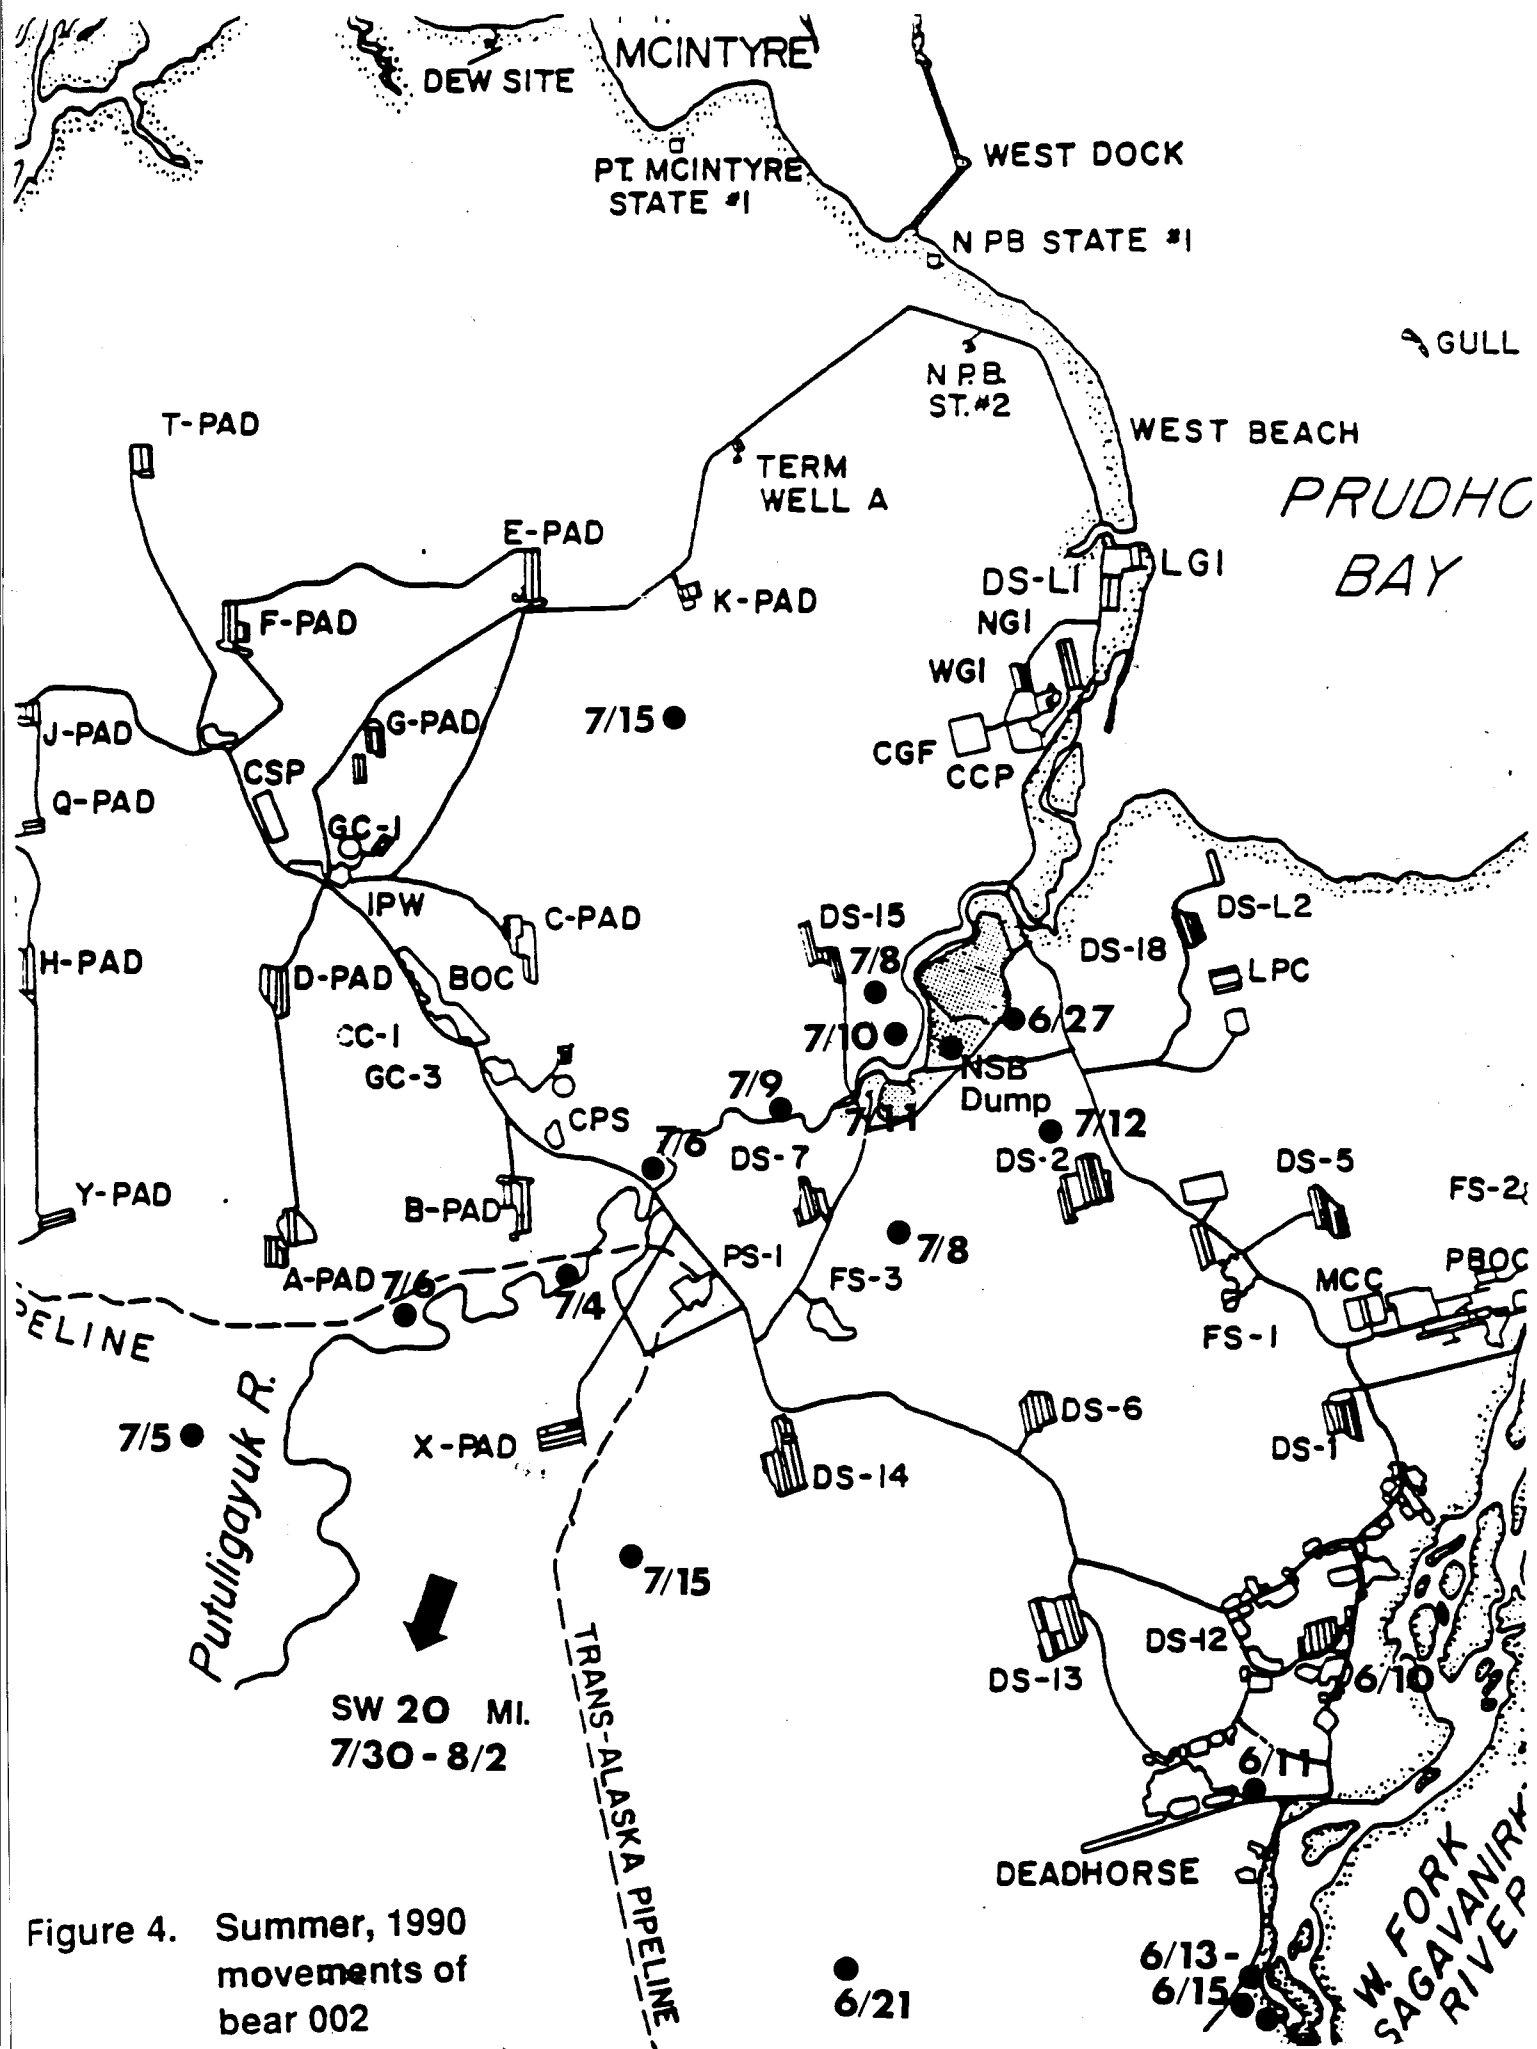 MCINTYRE
DEW SITE
WEST DOCK
PT. MCINTYRE
STATE #1
N PB STATE #1
GULL
N P.B.
ST. #2
T-PAD
WEST BEACH
TERM
WELL A
PRUDHO
BAY
E-PAD
LGI
DS-L1
K-PAD
F-PAD
NGI
WGI
J-PAD
G-PAD
7/15
CGF
CCP
CSP
Q-PAD
GC-1
IPW
C-PAD
DS-15
DS-L2
DS-18
H-PAD
D-PAD
BOC
7/8
LPC
7/10
6/27
CC-1
GC-3
NSB
Dump
7/9
7/11
7/12
CPS
7/6
DS-7
DS-2
DS-5
FS-2
Y-PAD
B-PAD
7/8
PS-1
FS-3
PBOC
MCC
A-PAD
7/6
7/4
FS-1
PELINE
Putuligayuk R.
7/5
X-PAD
DS-6
DS-1
DS-14
7/15
TRANS-ALASKA PIPELINE
DS-12
DS-13
6/10
SW 20 MI.
7/30 - 8/2
6/11
DEADHORSE
W. FORK
SAGAVANIRK
RIVER
6/13 -
6/15
6/21
Figure 4. Summer, 1990
movements of
bear 002